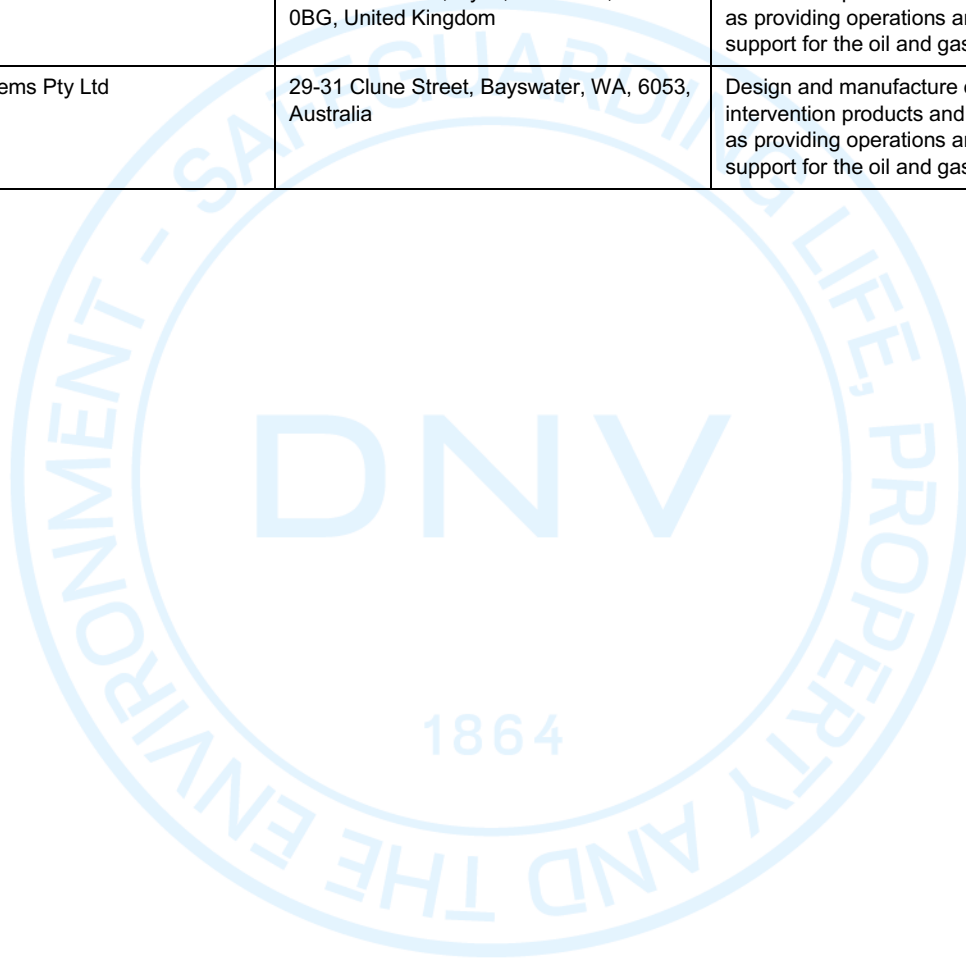 0BG, United Kingdom
as providing operations
support for the oil and gas
ems Pty Ltd
29-31 Clune Street, Bayswater, WA, 6053,
Australia
Design and manufacture
intervention products and
as providing operations
support for the oil and gas
SAFEGUARDING LIFE, PROPERTY AND THE ENVIRONMENT -
DNV
1864